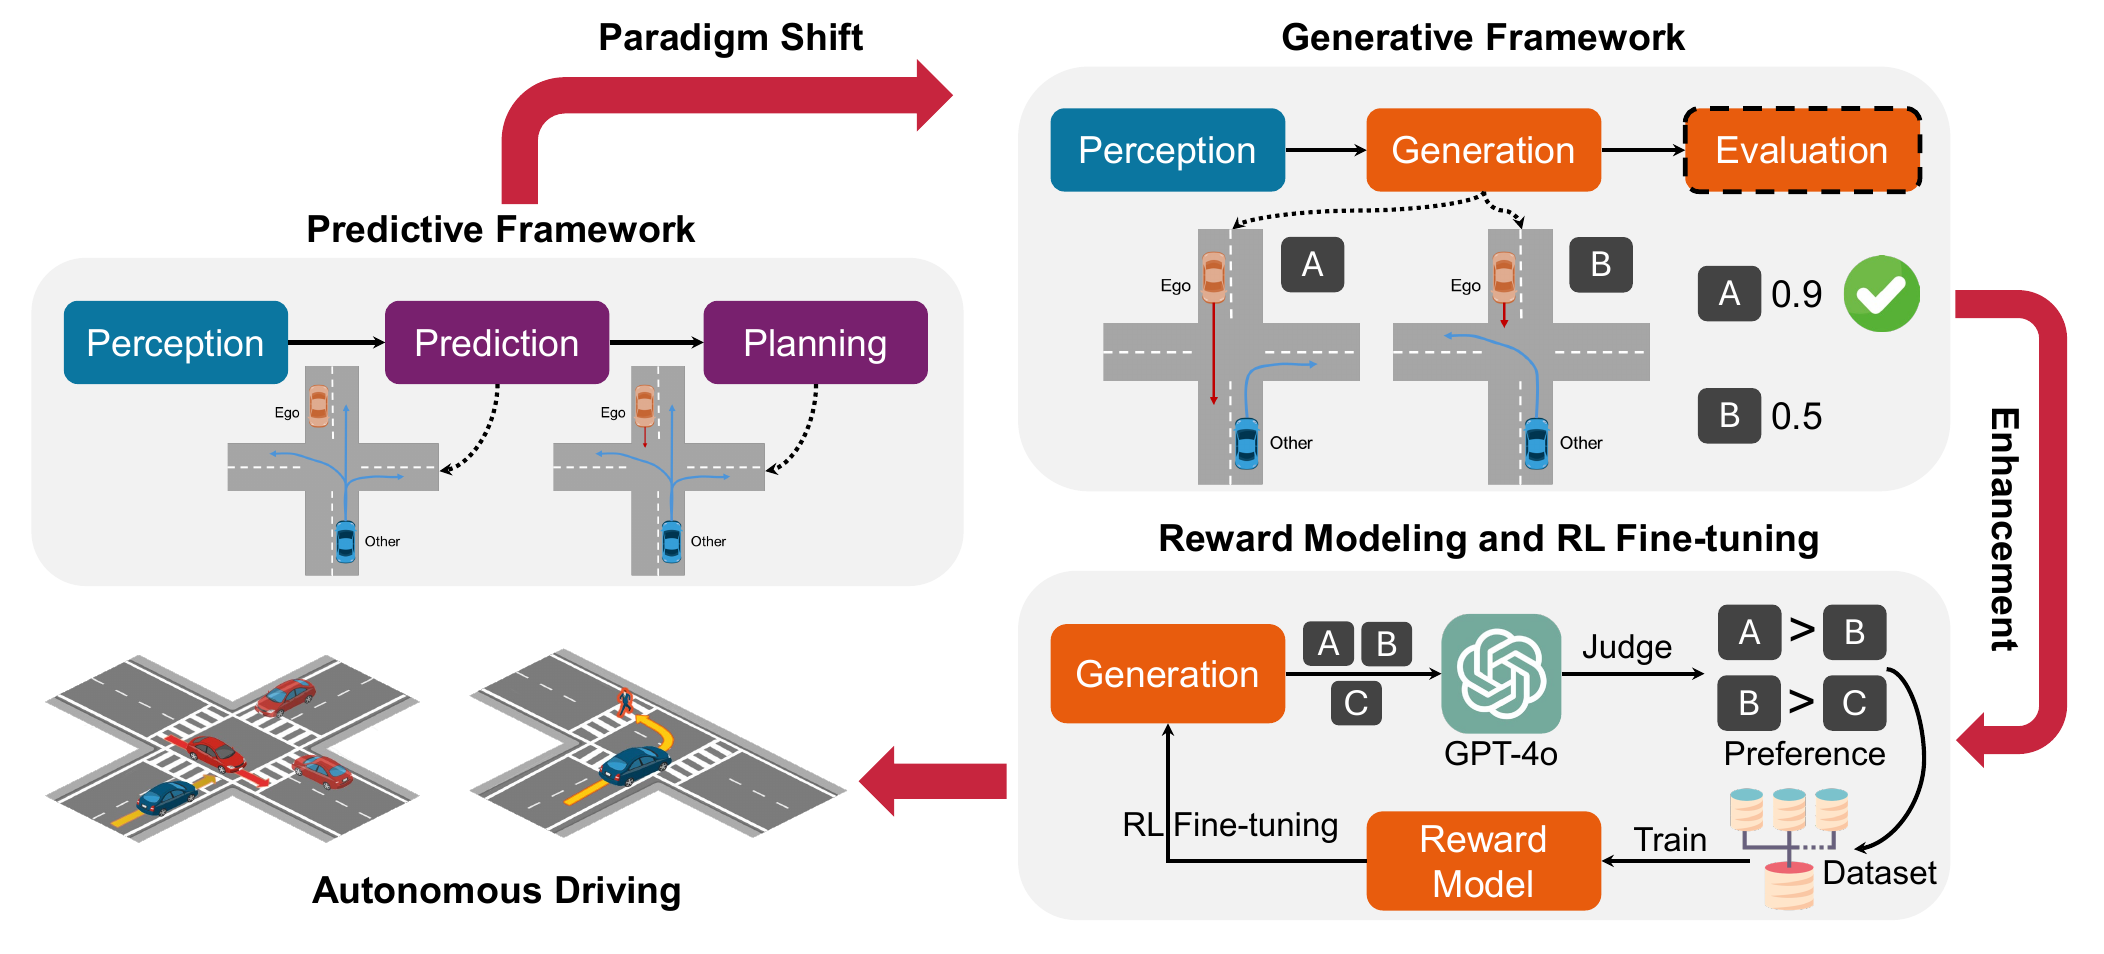 Paradigm Shift
Predictive Framework
Perception
Prediction
Planning
Ego
Other
Ego
Other
Generative Framework
Perception
Generation
Evaluation
Ego
A
Other
Ego
B
Other
A 0.9
B 0.5
Enhancement
Reward Modeling and RL Fine-tuning
Generation
A B
C
GPT-4o
Judge
A > B
B > C
Preference
Dataset
Train
Reward
Model
RL Fine-tuning
Autonomous Driving